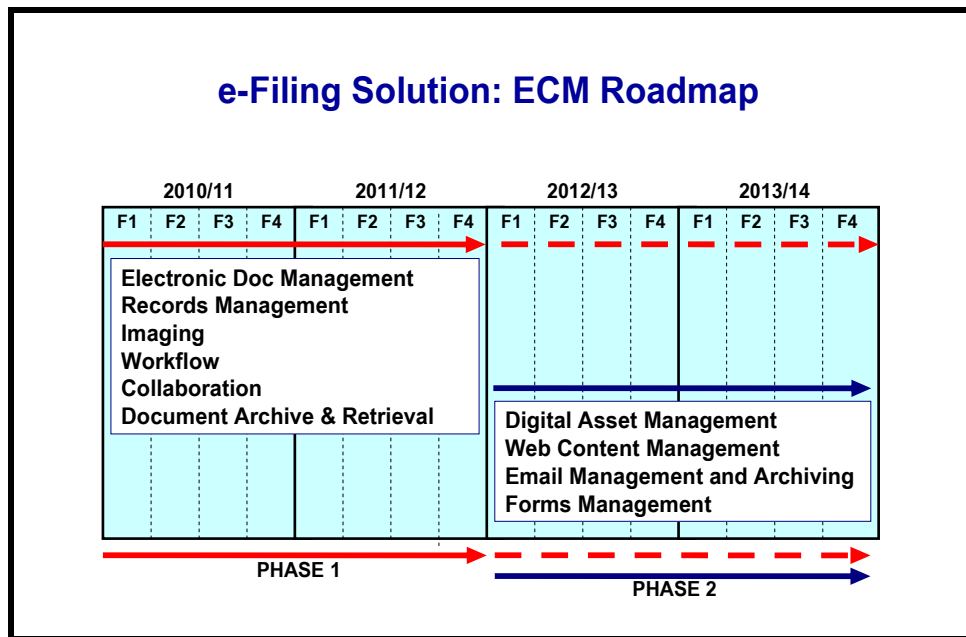 e-Filing Solution: ECM Roadmap
2010/11 2011/12 2012/13 2013/14
F1 F2 F3 F4 F1 F2 F3 F4 F1 F2 F3 F4 F1 F2 F3 F4
Electronic Doc Management
Records Management
Imaging
Workflow
Collaboration
Document Archive & Retrieval
Digital Asset Management
Web Content Management
Email Management and Archiving
Forms Management
PHASE 1
PHASE 2